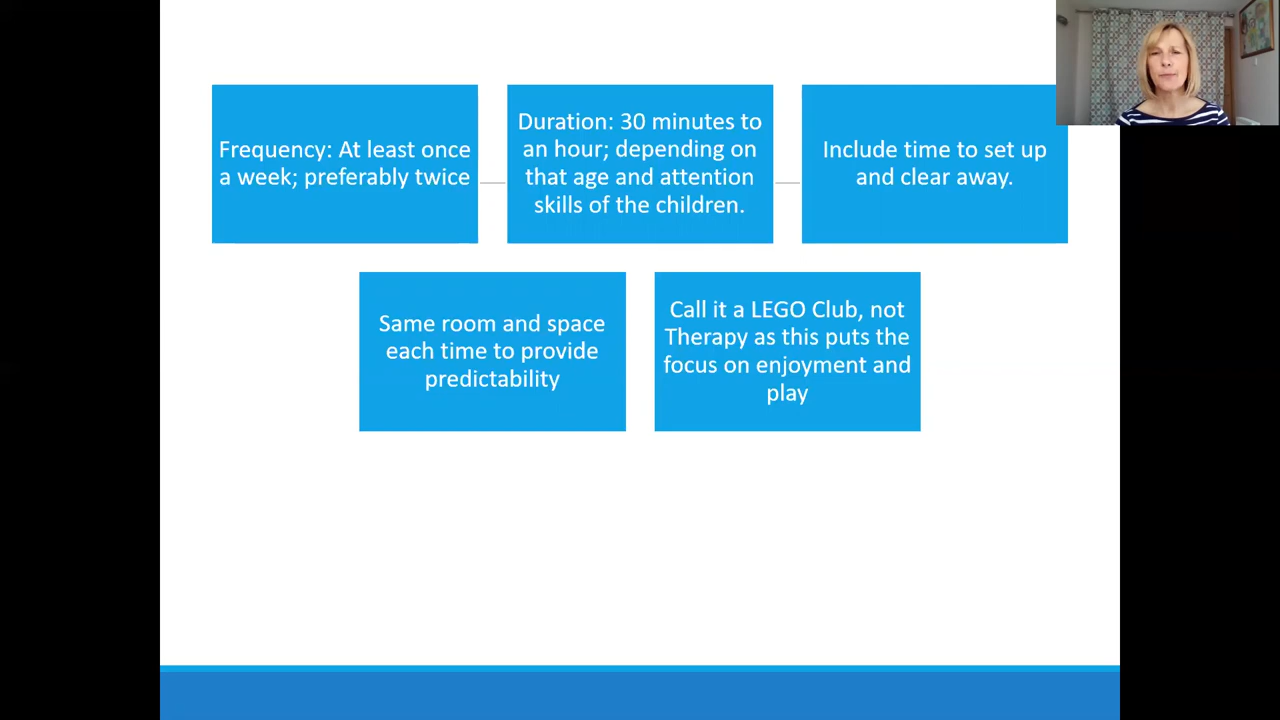 Frequency: At least once
a week; preferably twice
Duration: 30 minutes to
an hour; depending on
that age and attention
skills of the children.
Include time to set up
and clear away.
Same room and space
each time to provide
predictability
Call it a LEGO Club, not
Therapy as this puts the
focus on enjoyment and
play